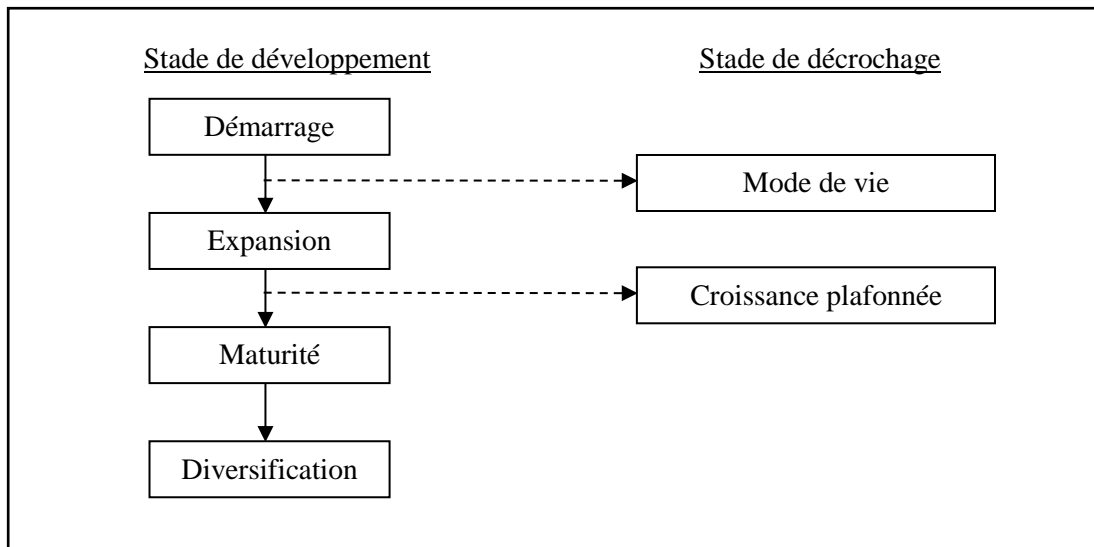 Stade de développement
Stade de décrochage
Démarrage
Mode de vie
Expansion
Croissance plafonnée
Maturité
Diversification